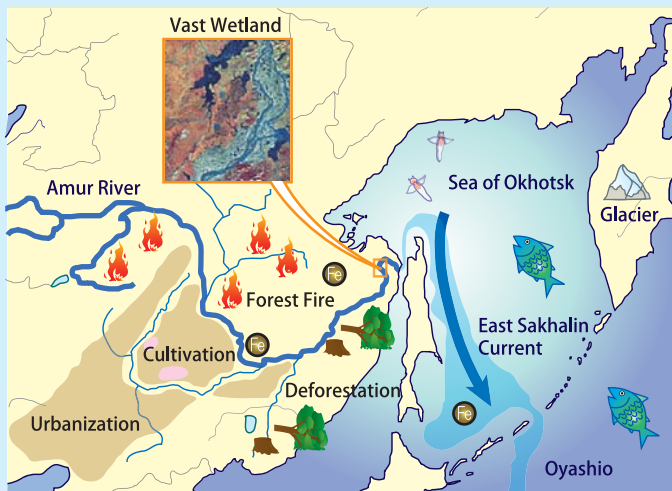 Vast Wetland
Amur River
Sea of Okhotsk
Glacier
Fe
Forest Fire
East Sakhalin
Current
Fe
Cultivation
Deforestation
Urbanization
Fe
Oyashio